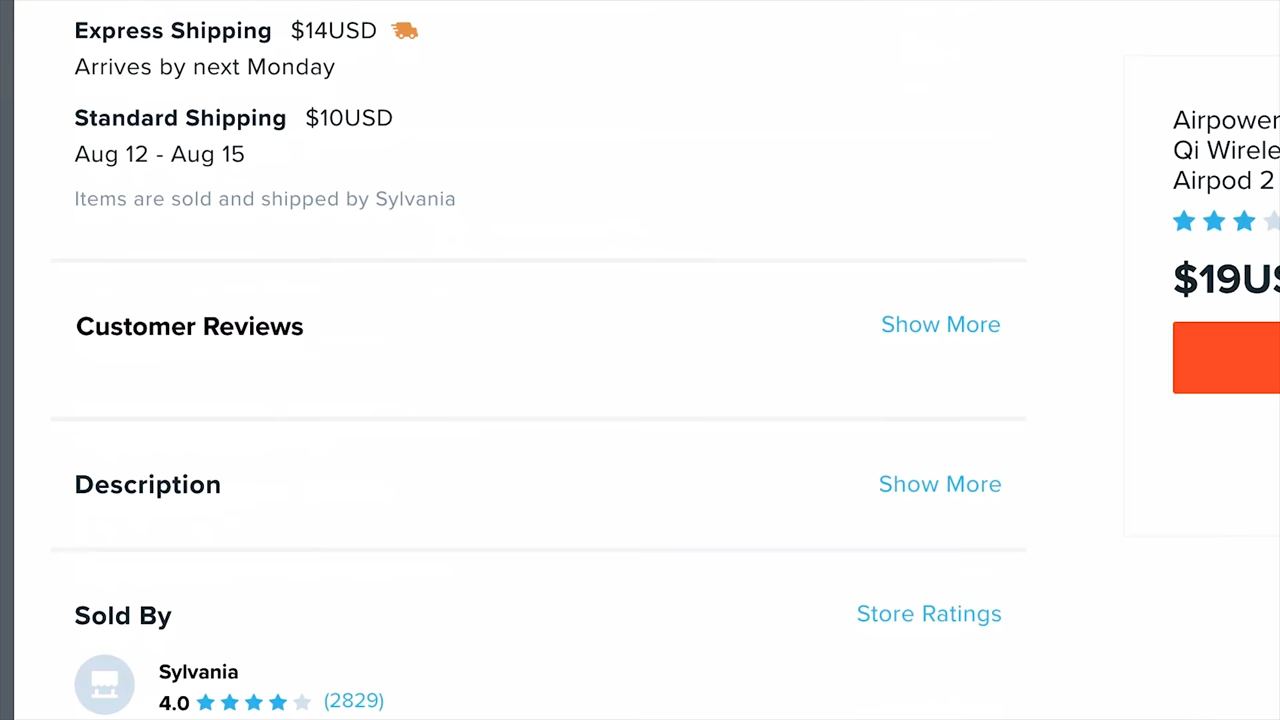 Express Shipping $14USD
Arrives by next Monday
Standard Shipping $10USD
Aug 12 - Aug 15
Items are sold and shipped by Sylvania
Customer Reviews
Show More
Description
Show More
Sold By
Store Ratings
Sylvania
4.0 (2829)
Airpower
Qi
Airpod 2